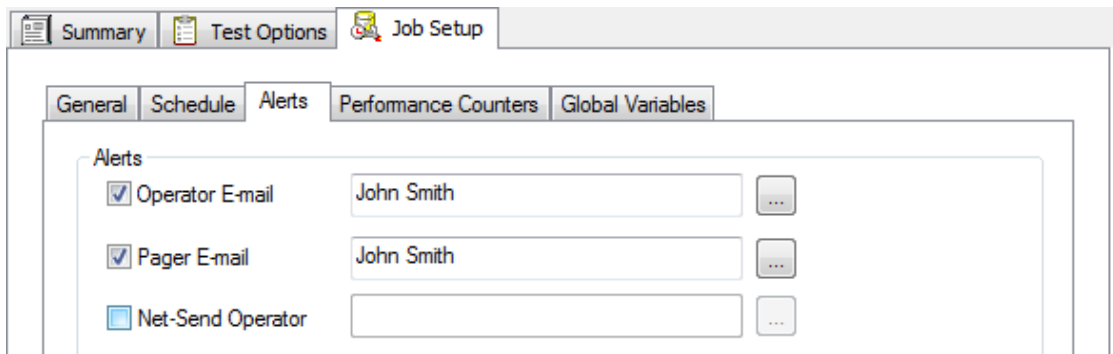 Summary Test Options Job Setup
General Schedule Alerts Performance Counters Global Variables
Alerts
Operator E-mail John Smith ...
Pager E-mail John Smith ...
Net-Send Operator ...